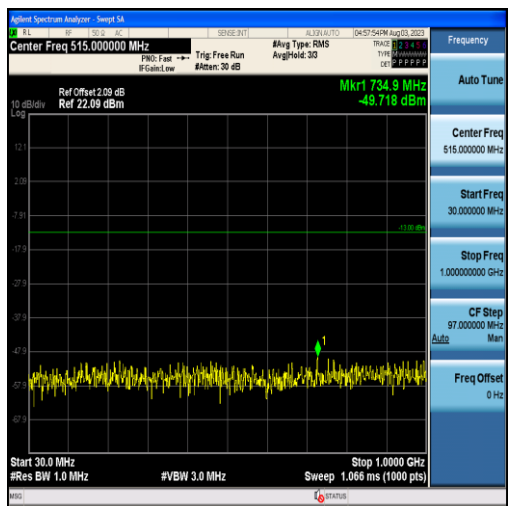 Agilent Spectrum Analyzer - Swept SA
RL RF 50 Ω AC SENSE:INT ALIGN AUTO 04:57:54 PM Aug 03, 2023
Center Freq 515.000000 MHz
PNO: Fast
IFGain:Low
Trig: Free Run
#Atten: 30 dB
#Avg Type: RMS
Avg|Hold: 3/3
TRACE 1 2 3 4 5 6
TYPE
DET P P P P P P
Ref Offset 2.09 dB
Ref 22.09 dBm
10 dB/div
Log
Mkr1 734.9 MHz
-49.718 dBm
12.1
2.09
-7.91
-13.00 dBm
-17.9
-27.9
-37.9
-47.9
1
-57.9
-67.9
Start 30.0 MHz
Stop 1.0000 GHz
#Res BW 1.0 MHz
#VBW 3.0 MHz
Sweep 1.066 ms (1000 pts)
MSG
STATUS
Frequency
Auto Tune
Center Freq
515.000000 MHz
Start Freq
30.000000 MHz
Stop Freq
1.000000000 GHz
CF Step
97.000000 MHz
Auto Man
Freq Offset
0 Hz